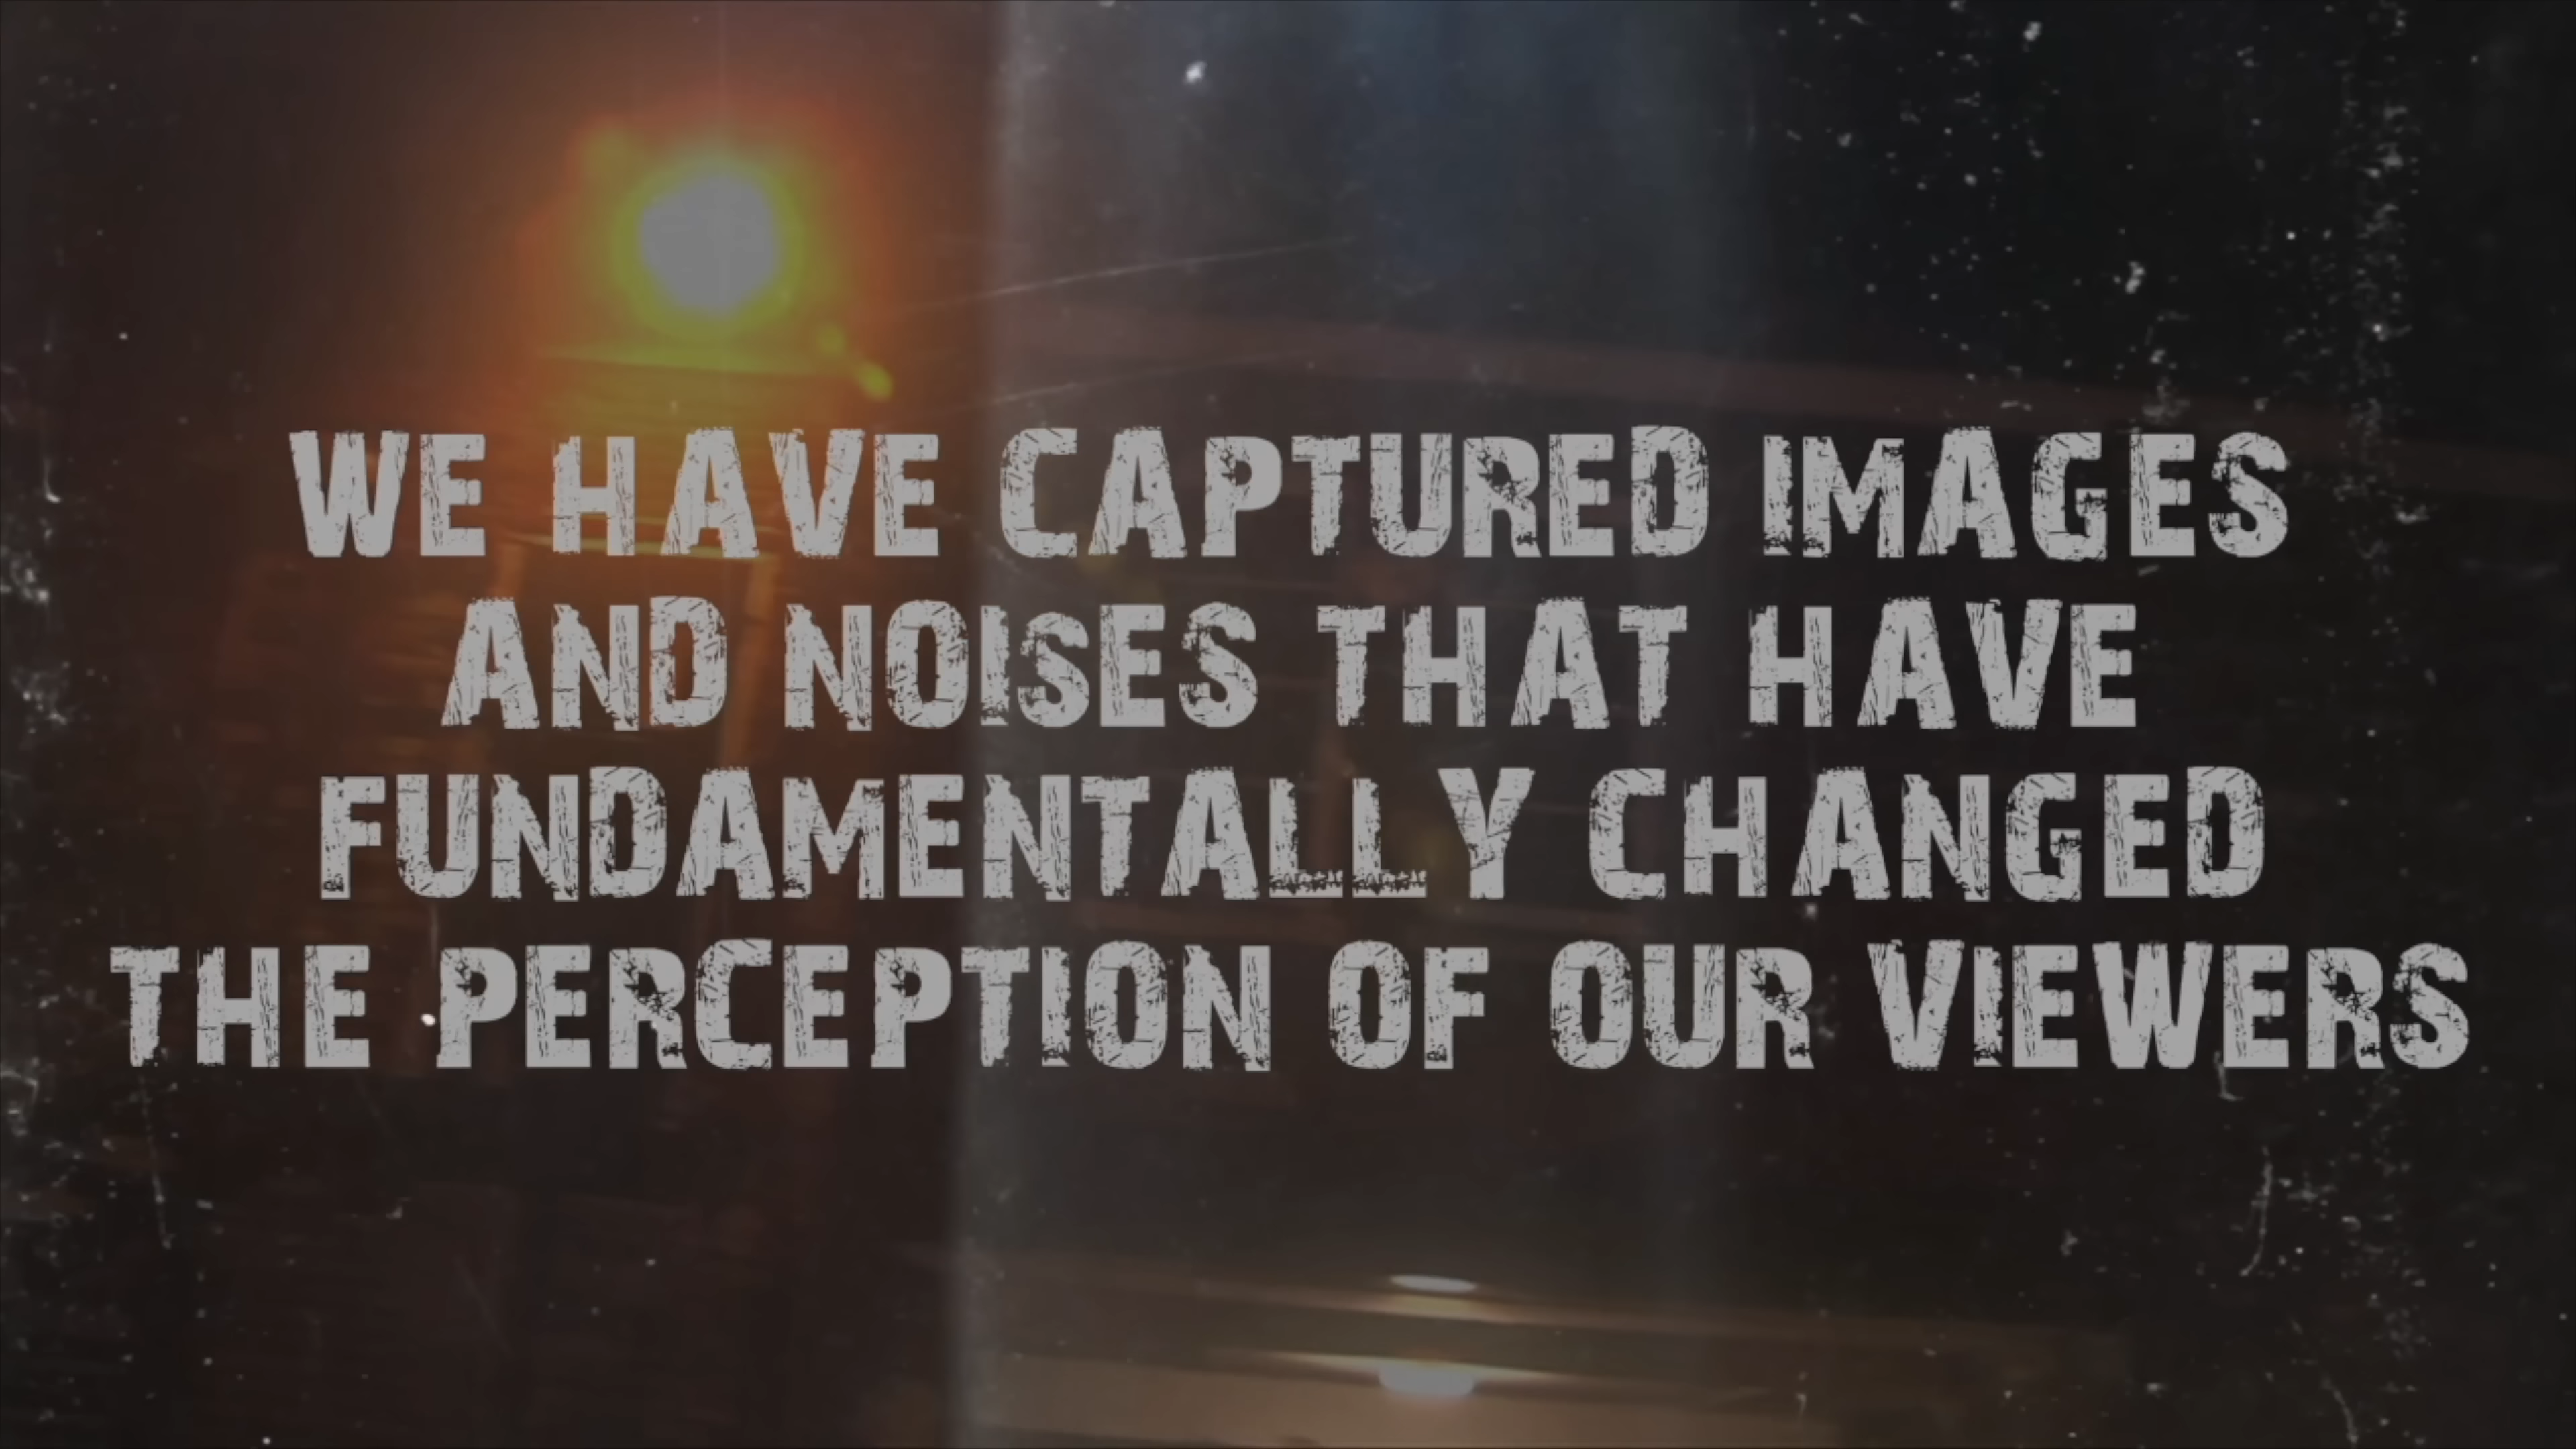 WE HAVE CAPTURED IMAGES
AND NOISES THAT HAVE
FUNDAMENTALLY CHANGED
THE PERCEPTION OF OUR VIEWERS